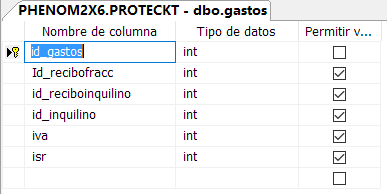 PHENOM2X6.PROTECKT - dbo.gastos
Nombre de columna Tipo de datos Permitir v...
id_gastos int
Id_recibofracc int
id_reciboinquilino int
id_inquilino int
iva int
isr int